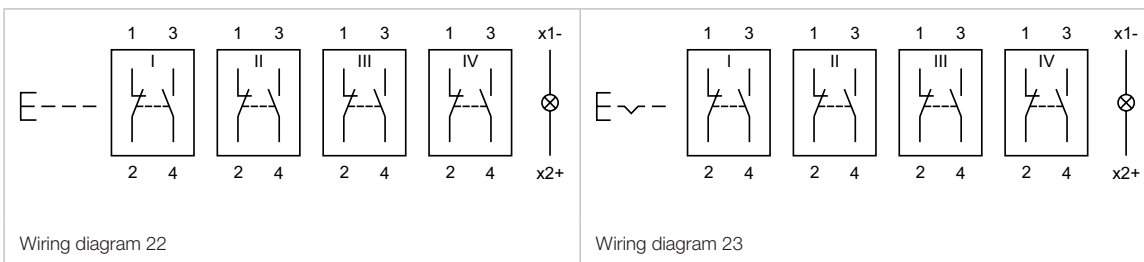 1 3 1 3 1 3 1 3 x1-
I II III IV
2 4 2 4 2 4 2 4 x2+
Wiring diagram 22
1 3 1 3 1 3 1 3 x1-
I II III IV
2 4 2 4 2 4 2 4 x2+
Wiring diagram 23